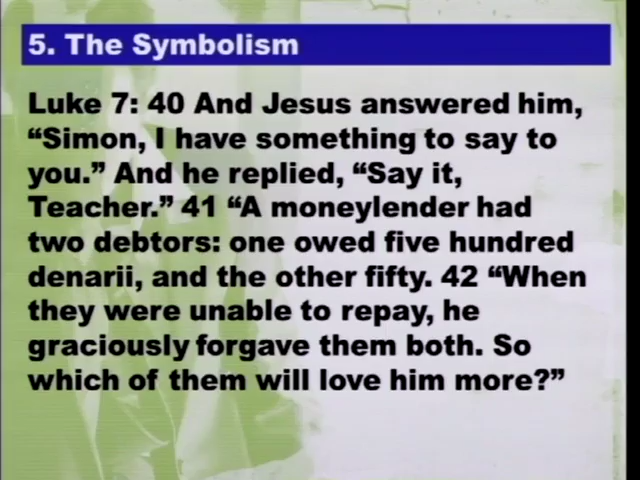 5. The Symbolism
Luke 7: 40 And Jesus answered him,
“Simon, I have something to say to
you.” And he replied, “Say it,
Teacher.” 41 “A moneylender had
two debtors: one owed five hundred
denarii, and the other fifty. 42 “When
they were unable to repay, he
graciously forgave them both. So
which of them will love him more?”